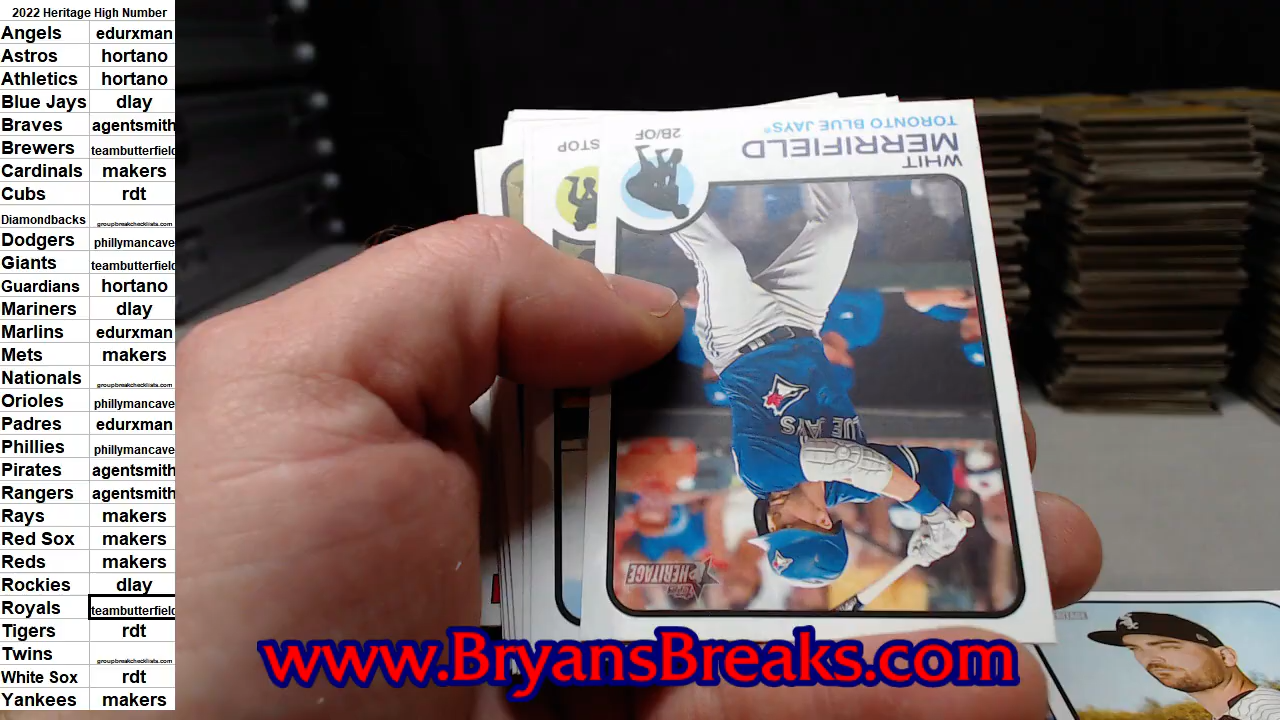 2022 Heritage High Number
Angels edurxman
Astros hortano
Athletics hortano
Blue Jays dlay
Braves agentsmith
Brewers teambutterfield
Cardinals makers
Cubs rdt
Diamondbacks groupbreakchecklists.com
Dodgers phillymancave
Giants teambutterfield
Guardians hortano
Mariners dlay
Marlins edurxman
Mets makers
Nationals groupbreakchecklists.com
Orioles phillymancave
Padres edurxman
Phillies phillymancave
Pirates agentsmith
Rangers agentsmith
Rays makers
Red Sox makers
Reds makers
Rockies dlay
Royals teambutterfield
Tigers rdt
Twins groupbreakchecklists.com
White Sox rdt
Yankees makers
TORONTO BLUE JAYS®
WHIT
MERRIFIELD
2B/OF
STOP
LUE JAYS
Topps
HERITAGE
www.BryansBreaks.com